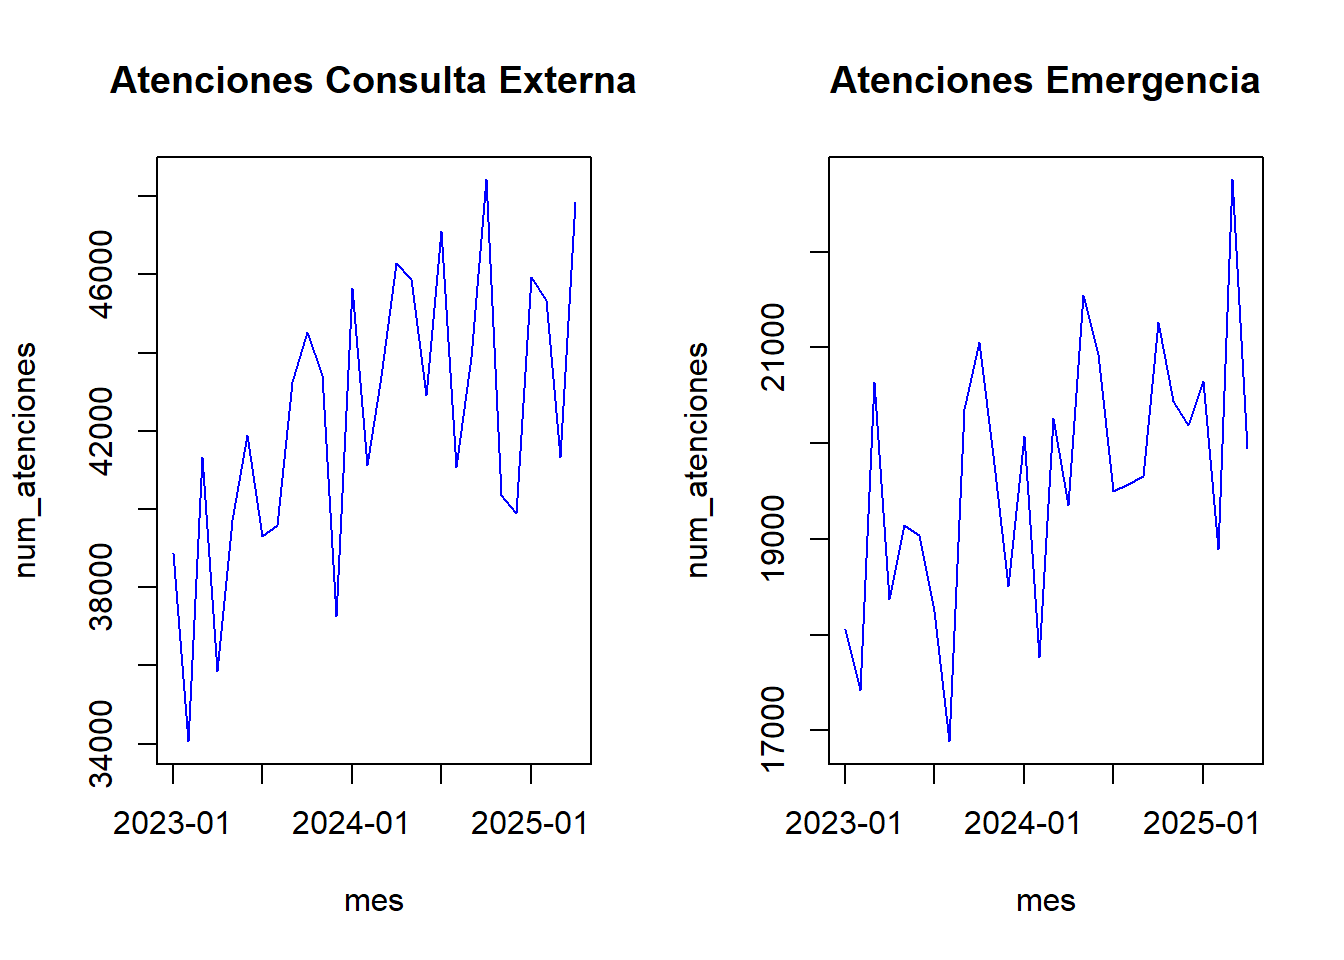 Atenciones Consulta Externa
num_atenciones
46000
42000
38000
34000
2023-01
2024-01
2025-01
mes
Atenciones Emergencia
num_atenciones
21000
19000
17000
2023-01
2024-01
2025-01
mes